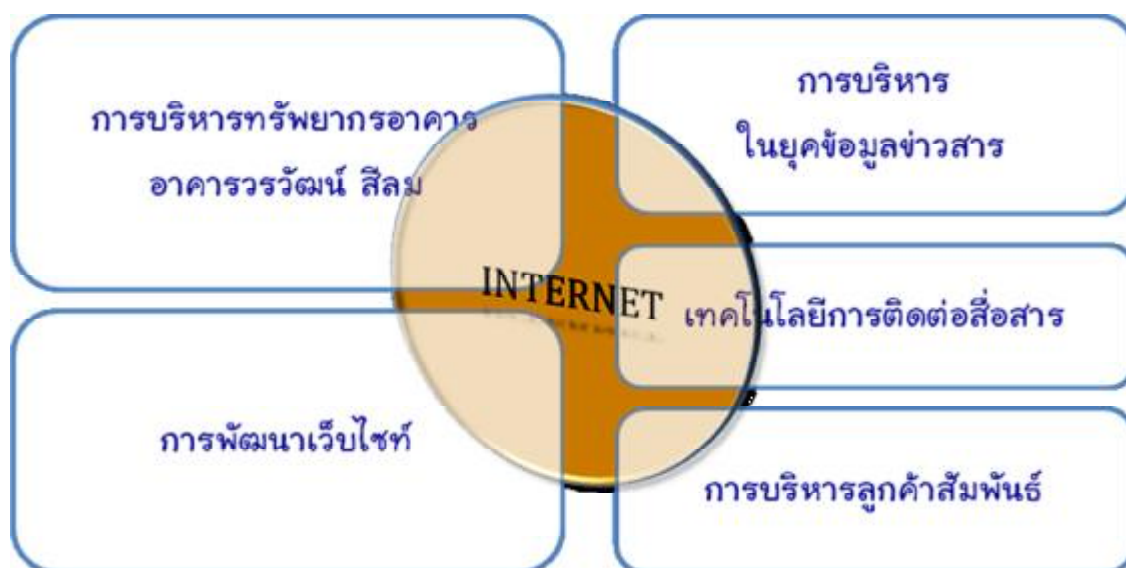 การบริหารทรัพยากรอาคาร
อาคารวรวัฒน์ สีลม
การบริหาร
ในยุคข้อมูลข่าวสาร
INTERNET
เทคโนโลยีการติดต่อสื่อสาร
การพัฒนาเว็บไซท์
การบริหารลูกค้าสัมพันธ์